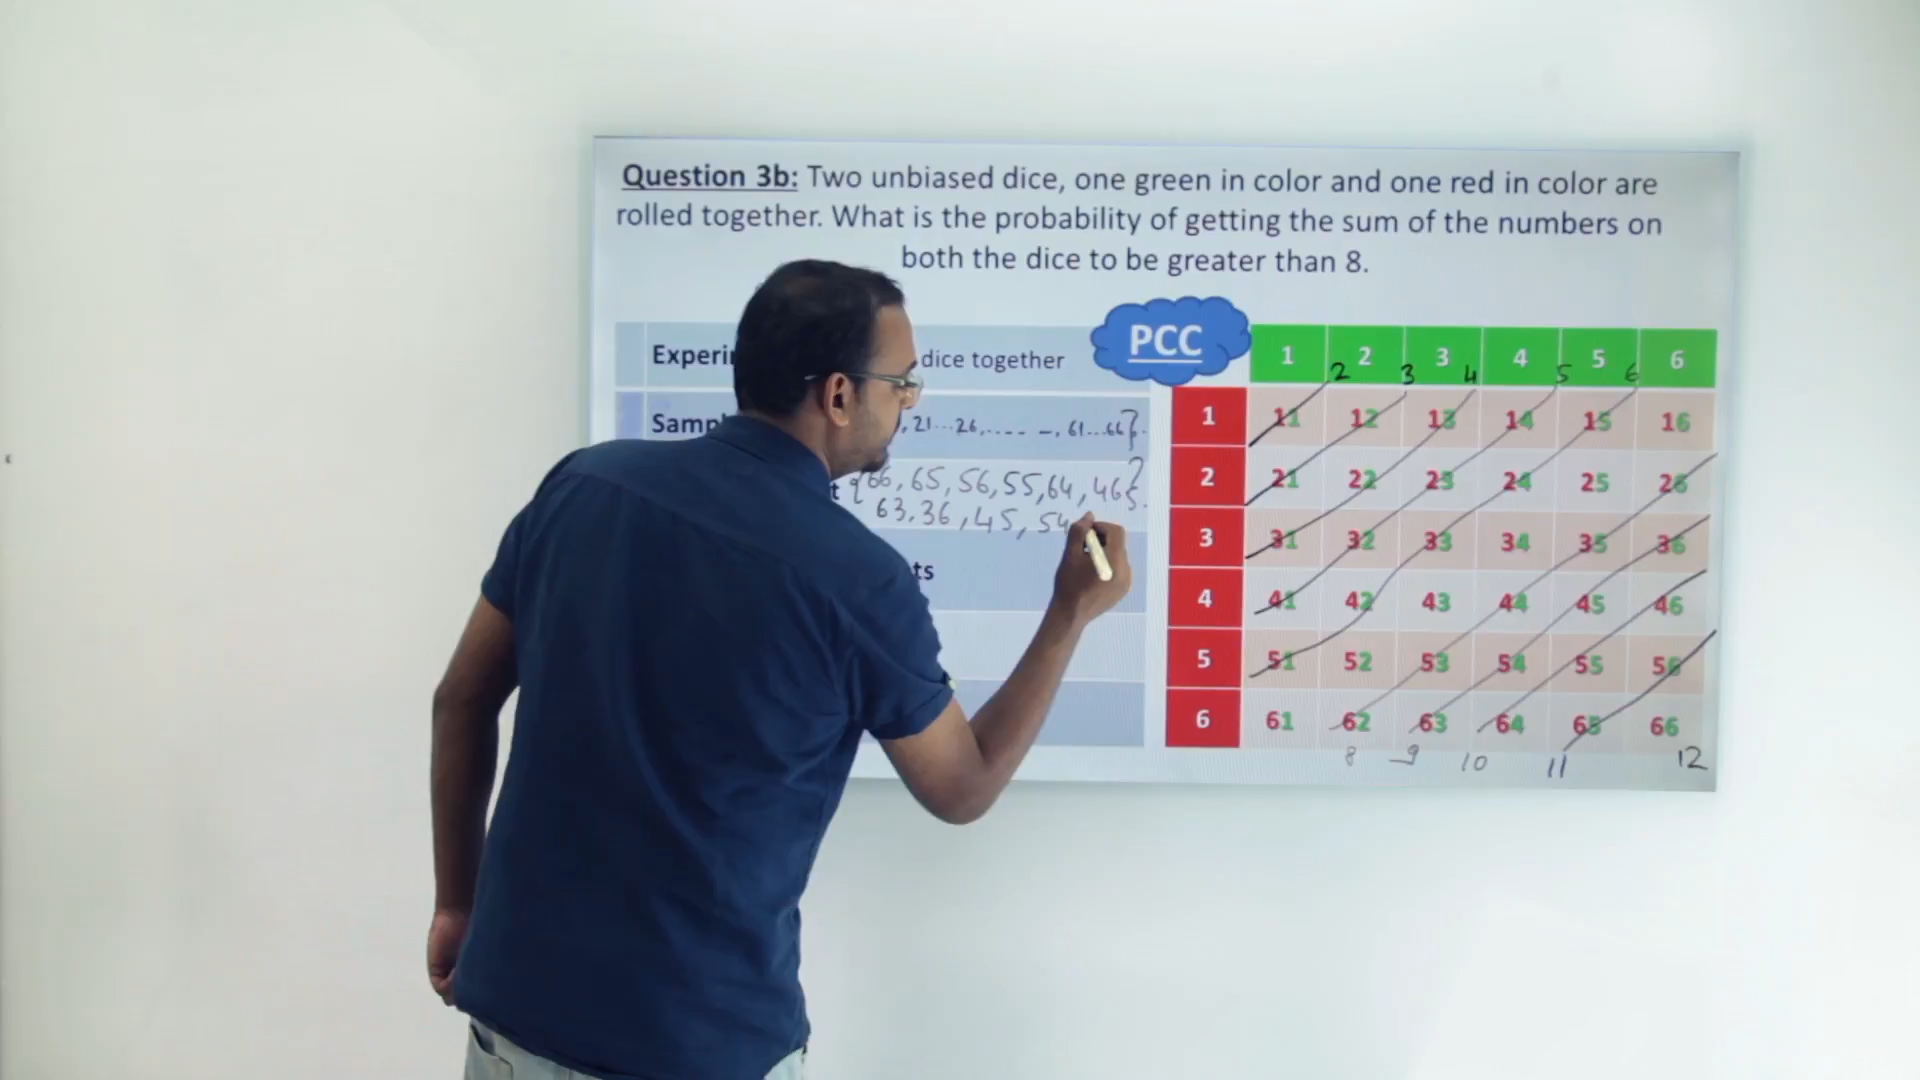 Question 3b: Two unbiased dice, one green in color and one red in color are
rolled together. What is the probability of getting the sum of the numbers on
both the dice to be greater than 8.
dice together
, 21...26, ..... –, 61...66}.
{66, 65, 56, 55, 64, 46}.
63, 36, 45, 54
ts
PCC
1 2 3 4 5 6
2 3 4 5 6
1 11 12 13 14 15 16
2 21 22 23 24 25 26
3 31 32 33 34 35 36
4 41 42 43 44 45 46
5 51 52 53 54 55 56
6 61 62 63 64 65 66
8 9 10 11 12